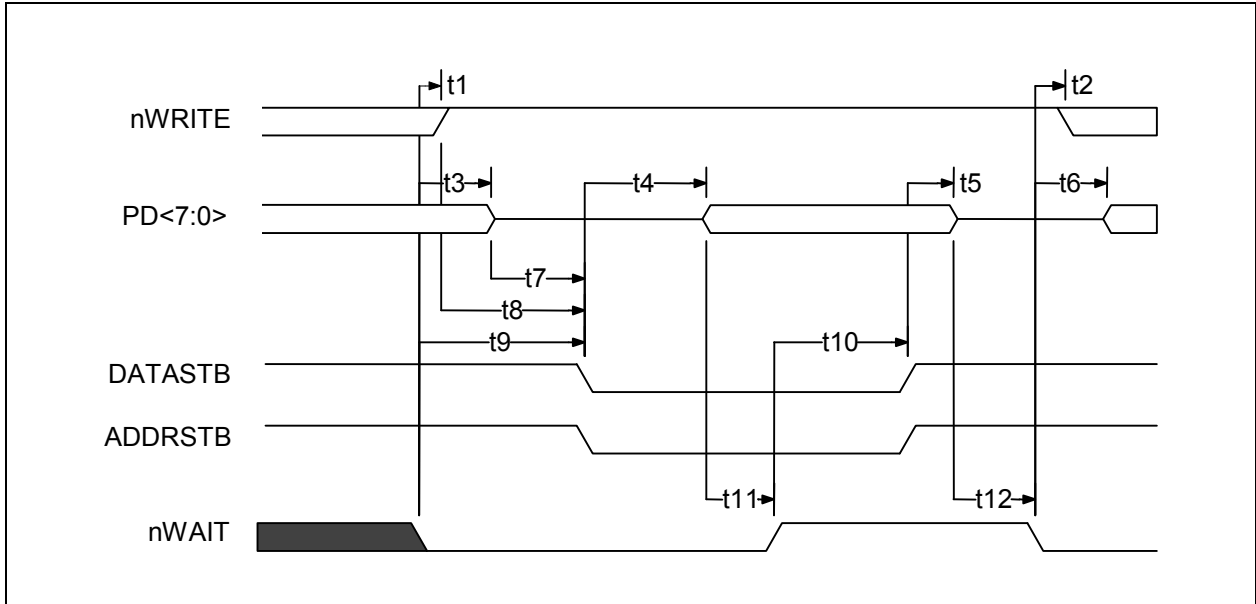 t1
t2
nWRITE
t3
t4
t5
t6
PD<7:0>
t7
t8
t9
t10
DATASTB
ADDRSTB
t11
t12
nWAIT